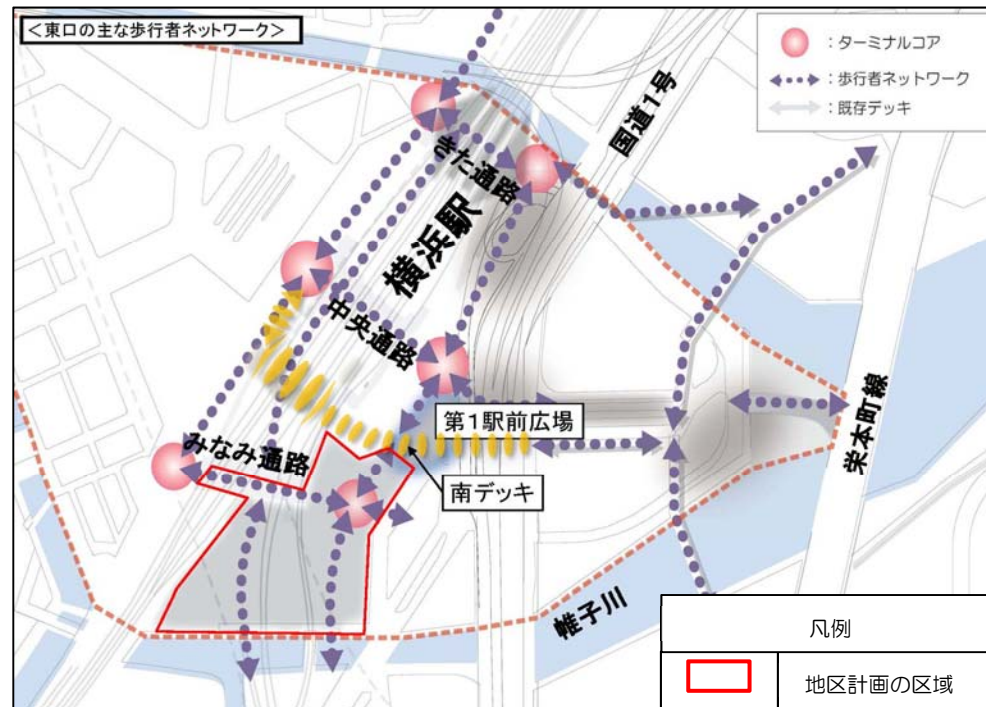 <東口の主な歩行者ネットワーク>
:ターミナルコア
:歩行者ネットワーク
:既存デッキ
国道1号
きた通路
横浜駅
中央通路
第1駅前広場
みなみ通路
南デッキ
栄本町線
帷子川
凡例
地区計画の区域